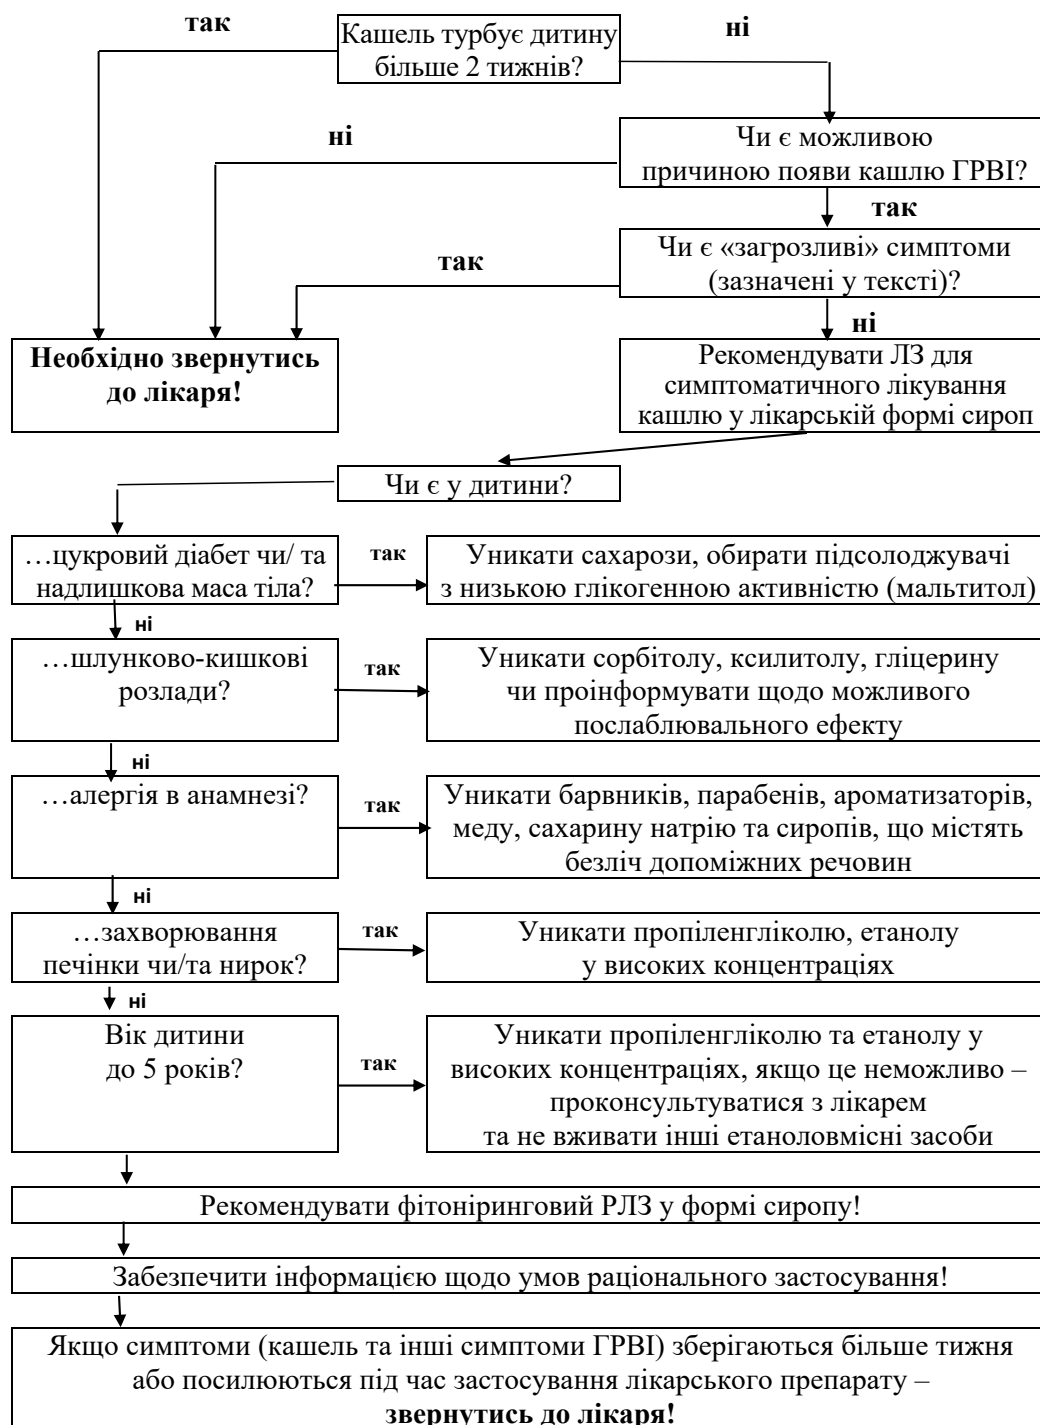 так
Кашель турбує дитину
більше 2 тижнів?
ні
ні
Чи є можливою
причиною появи кашлю ГРВІ?
так
так
Чи є «загрозливі» симптоми
(зазначені у тексті)?
ні
Необхідно звернутись
до лікаря!
Рекомендувати ЛЗ для
симптоматичного лікування
кашлю у лікарській формі сироп
Чи є у дитини?
…цукровий діабет чи/ та
надлишкова маса тіла?
так
Уникати сахарози, обирати підсолоджувачі
з низькою глікогенною активністю (мальтитол)
ні
…шлунково-кишкові
розлади?
так
Уникати сорбітолу, ксилитолу, гліцерину
чи проінформувати щодо можливого
послаблювального ефекту
ні
…алергія в анамнезі?
так
Уникати барвників, парабенів, ароматизаторів,
меду, сахарину натрію та сиропів, що містять
безліч допоміжних речовин
ні
…захворювання
печінки чи/та нирок?
так
Уникати пропіленгліколю, етанолу
у високих концентраціях
ні
Вік дитини
до 5 років?
так
Уникати пропіленгліколю та етанолу у
високих концентраціях, якщо це неможливо –
проконсультуватися з лікарем
та не вживати інші етаноловмісні засоби
Рекомендувати фітоніринговий РЛЗ у формі сиропу!
Забезпечити інформацією щодо умов раціонального застосування!
Якщо симптоми (кашель та інші симптоми ГРВІ) зберігаються більше тижня
або посилюються під час застосування лікарського препарату –
звернутись до лікаря!